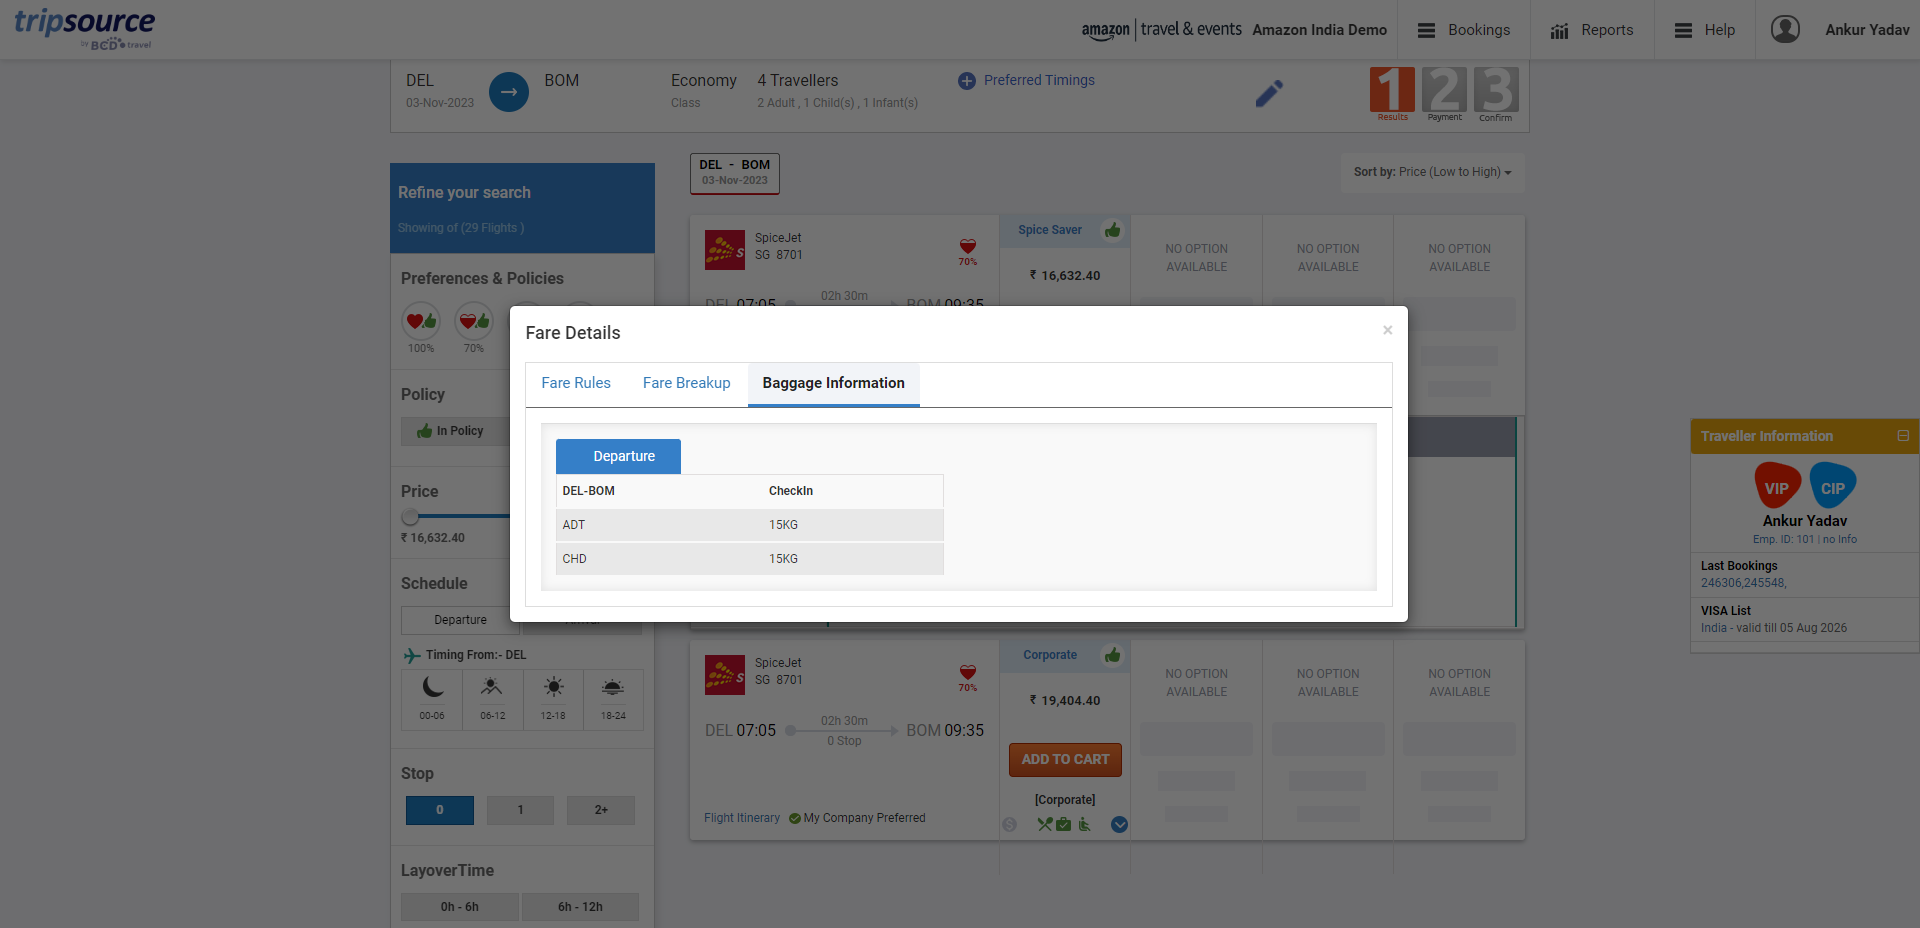 tripsource
by BCD travel
amazon travel & events
Amazon India Demo
Bookings
Reports
Help
Ankur Yadav
DEL
03-Nov-2023
BOM
Economy
Class
4 Travellers
2 Adult , 1 Child(s) , 1 Infant(s)
Preferred Timings
1 2 3
Results Payment Confirm
Refine your search
Showing of (29 Flights )
DEL - BOM
03-Nov-2023
Sort by: Price (Low to High)
Preferences & Policies
100% 70%
Policy
In Policy
Price
₹ 16,632.40
Schedule
Departure
Timing From:- DEL
00-06 06-12 12-18 18-24
Stop
0 1 2+
LayoverTime
0h - 6h 6h - 12h
SpiceJet
SG 8701
70%
DEL 07:05
02h 30m
BOM 09:35
Spice Saver
₹ 16,632.40
NO OPTION
AVAILABLE
NO OPTION
AVAILABLE
NO OPTION
AVAILABLE
Fare Details
×
Fare Rules Fare Breakup Baggage Information
Departure
DEL-BOM CheckIn
ADT 15KG
CHD 15KG
SpiceJet
SG 8701
70%
DEL 07:05
02h 30m
0 Stop
BOM 09:35
Flight Itinerary
My Company Preferred
Corporate
₹ 19,404.40
ADD TO CART
[Corporate]
NO OPTION
AVAILABLE
NO OPTION
AVAILABLE
NO OPTION
AVAILABLE
Traveller Information
VIP CIP
Ankur Yadav
Emp. ID: 101 | no Info
Last Bookings
246306,245548,
VISA List
India - valid till 05 Aug 2026